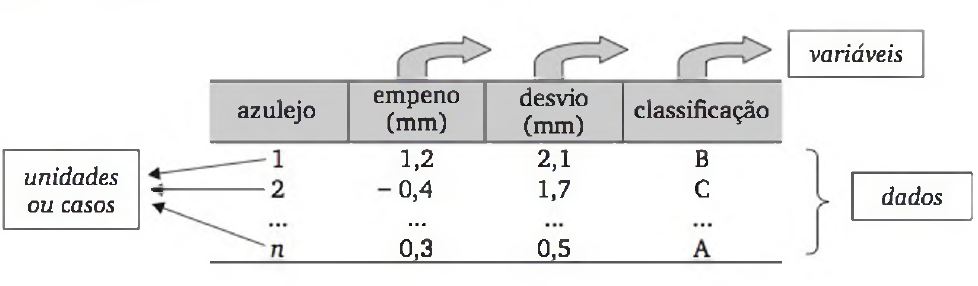 variáveis
azulejo empeno (mm) desvio (mm) classificação
unidades ou casos
1 1,2 2,1 B
2 – 0,4 1,7 C
... ... ... ...
n 0,3 0,5 A
dados